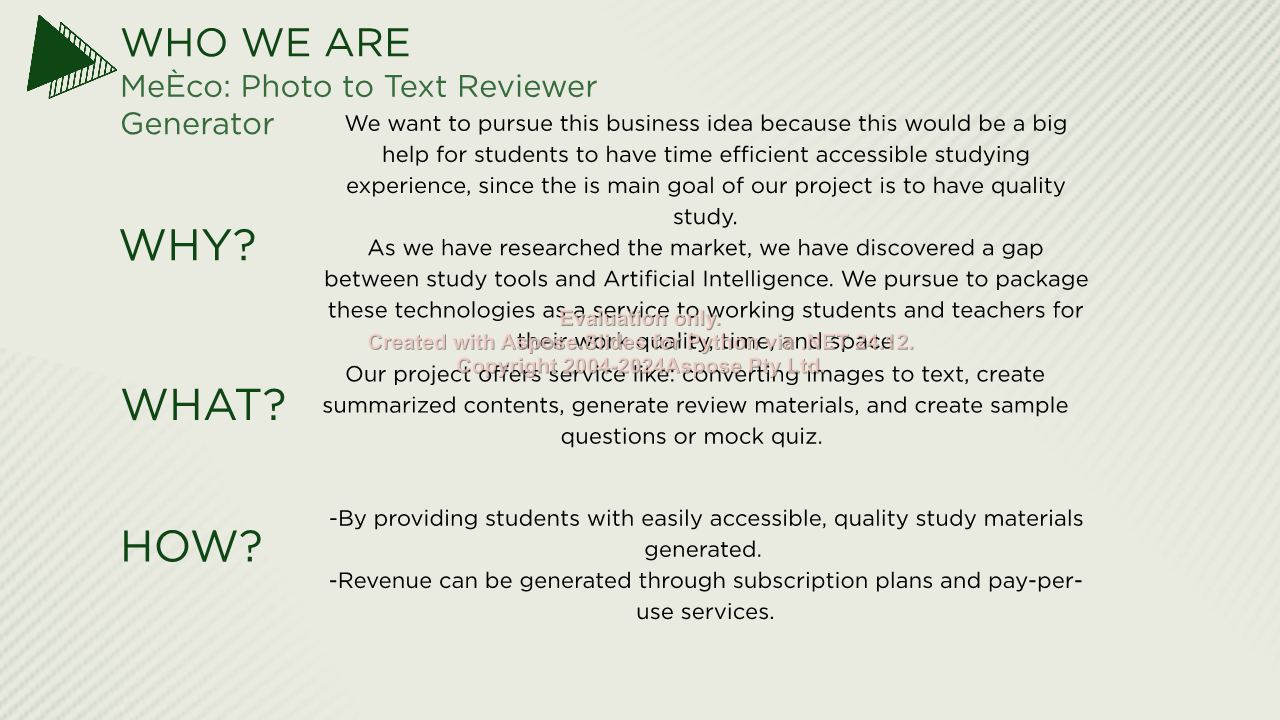 WHO WE ARE
MeÈco: Photo to Text Reviewer
Generator
We want to pursue this business idea because this would be a big
help for students to have time efficient accessible studying
experience, since the is main goal of our project is to have quality
study.
WHY?
As we have researched the market, we have discovered a gap
between study tools and Artificial Intelligence. We pursue to package
these technologies as a service to working students and teachers for
their work quality, time, and space
Evaluation only.
Created with Aspose.Slides for Python via .NET 24.12.
Copyright 2004-2024Aspose Pty Ltd.
WHAT?
Our project offers service like: converting images to text, create
summarized contents, generate review materials, and create sample
questions or mock quiz.
HOW?
-By providing students with easily accessible, quality study materials
generated.
-Revenue can be generated through subscription plans and pay-per-
use services.